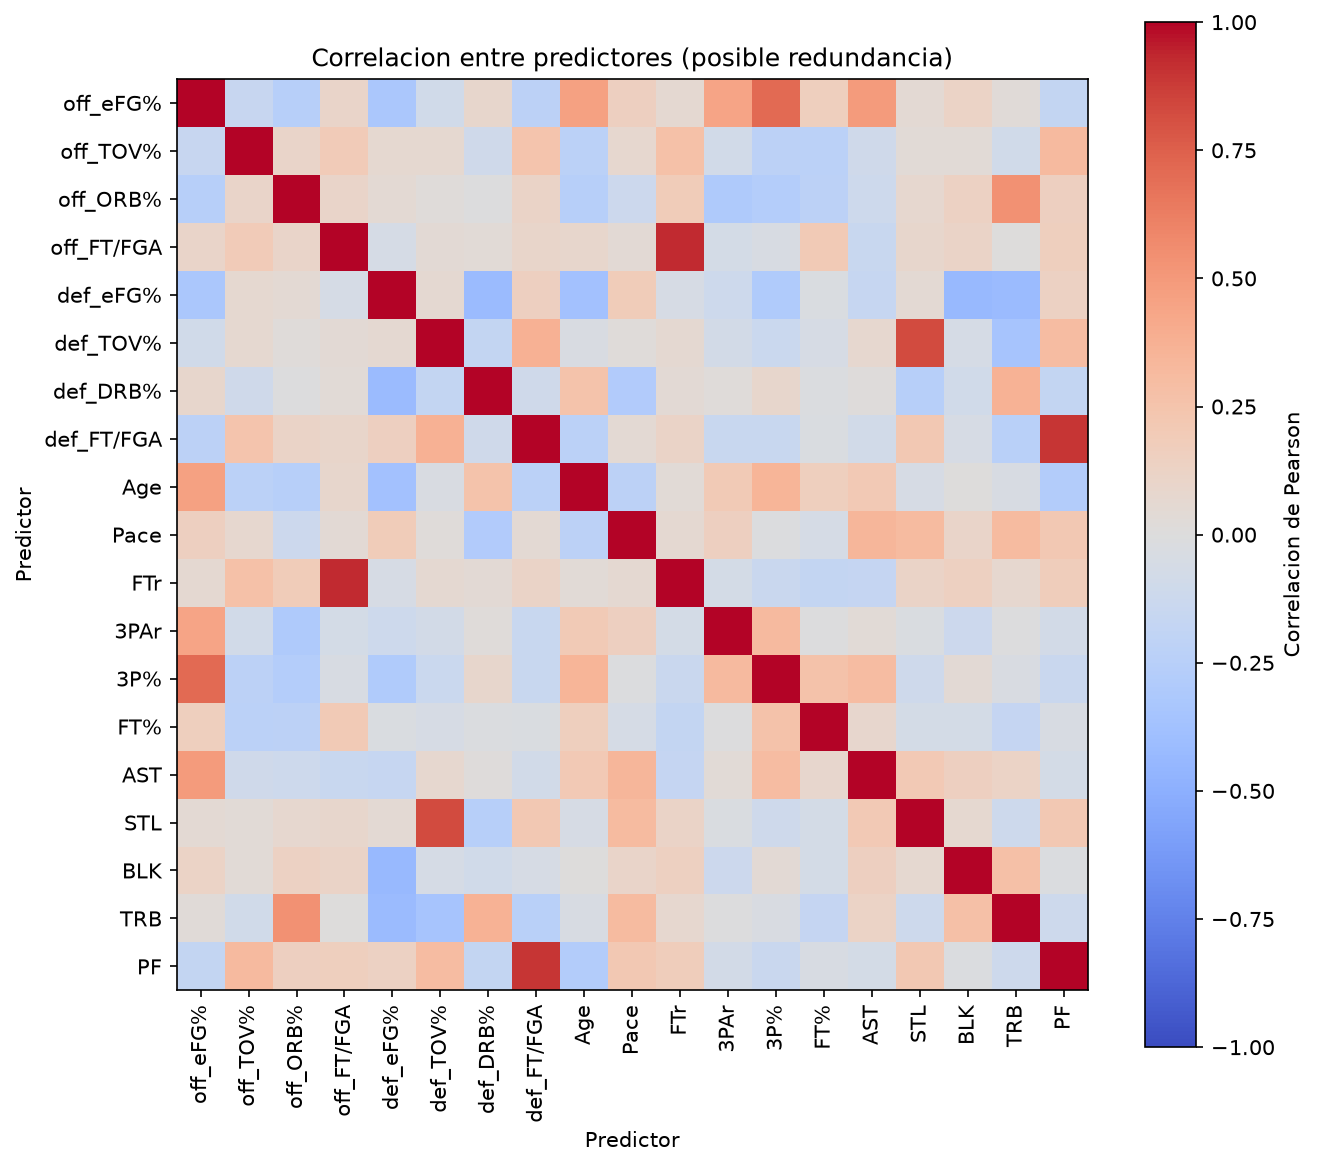 Correlacion entre predictores (posible redundancia)
off_eFG%
off_TOV%
off_ORB%
off_FT/FGA
def_eFG%
def_TOV%
def_DRB%
def_FT/FGA
Age
Pace
FTr
3PAr
3P%
FT%
AST
STL
BLK
TRB
PF
Predictor
off_eFG%
off_TOV%
off_ORB%
off_FT/FGA
def_eFG%
def_TOV%
def_DRB%
def_FT/FGA
Age
Pace
FTr
3PAr
3P%
FT%
AST
STL
BLK
TRB
PF
Predictor
1.00
0.75
0.50
0.25
0.00
−0.25
−0.50
−0.75
−1.00
Correlacion de Pearson